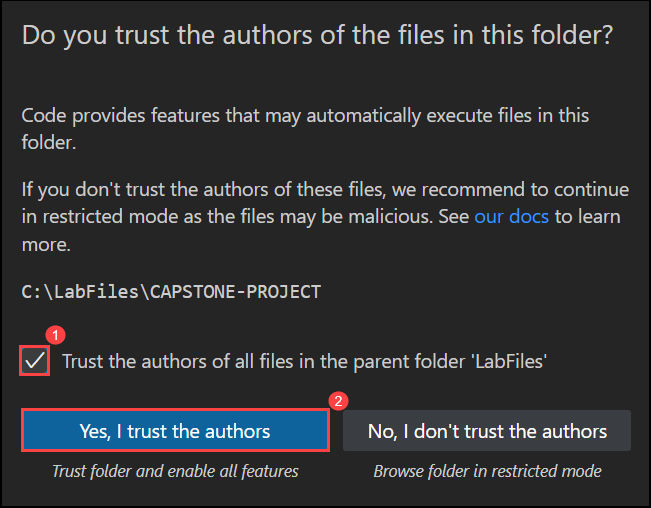 Do you trust the authors of the files in this folder?
Code provides features that may automatically execute files in this
folder.
If you don't trust the authors of these files, we recommend to continue
in restricted mode as the files may be malicious. See our docs to learn
more.
C:\LabFiles\CAPSTONE-PROJECT
1
Trust the authors of all files in the parent folder 'LabFiles'
2
Yes, I trust the authors No, I don't trust the authors
Trust folder and enable all features Browse folder in restricted mode